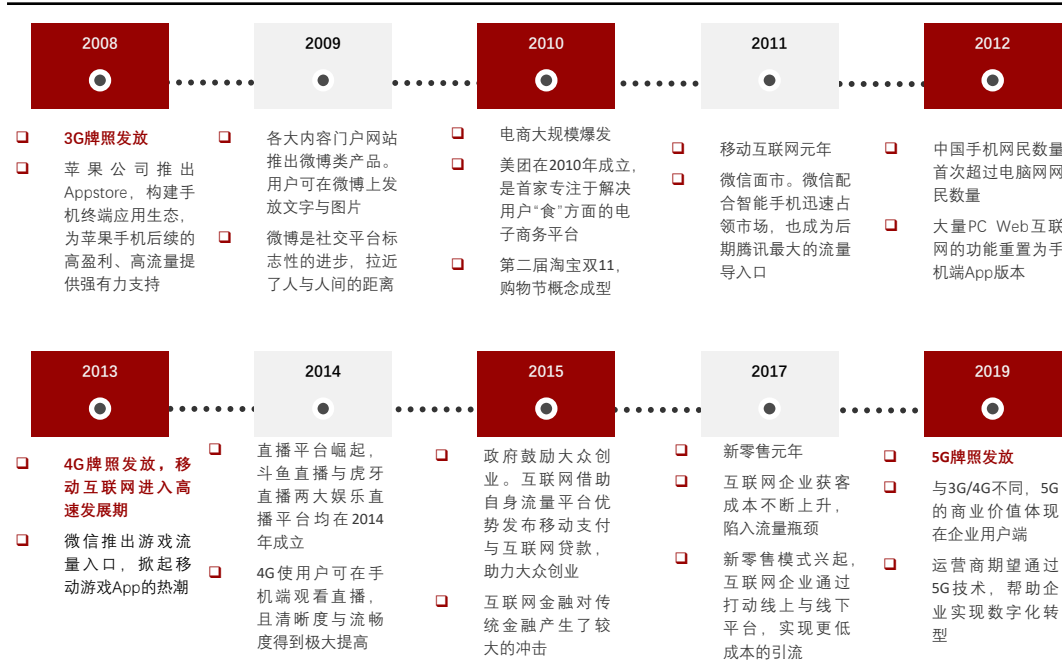 2008
3G牌照发放
苹果公司推出
Appstore，构建手
机终端应用生态，
为苹果手机后续的
高盈利、高流量提
供强有力支持
2009
各大内容门户网站
推出微博类产品。
用户可在微博上发
放文字与图片
微博是社交平台标
志性的进步，拉近
了人与人间的距离
2010
电商大规模爆发
美团在2010年成立，
是首家专注于解决
用户“食”方面的电
子商务平台
第二届淘宝双11，
购物节概念成型
2011
移动互联网元年
微信面市。微信配
合智能手机迅速占
领市场，也成为后
期腾讯最大的流量
导入口
2012
中国手机网民数量
首次超过电脑网网
民数量
大量PC Web互联
网的功能重置为手
机端App版本
2013
4G牌照发放，移
动互联网进入高
速发展期
微信推出游戏流
量入口，掀起移
动游戏App的热潮
2014
直播平台崛起，
斗鱼直播与虎牙
直播两大娱乐直
播平台均在2014
年成立
4G使用户可在手
机端观看直播，
且清晰度与流畅
度得到极大提高
2015
政府鼓励大众创
业。互联网借助
自身流量平台优
势发布移动支付
与互联网贷款，
助力大众创业
互联网金融对传
统金融产生了较
大的冲击
2017
新零售元年
互联网企业获客
成本不断上升，
陷入流量瓶颈
新零售模式兴起，
互联网企业通过
打动线上与线下
平台，实现更低
成本的引流
2019
5G牌照发放
与3G/4G不同，5G
的商业价值体现
在企业用户端
运营商期望通过
5G技术，帮助企
业实现数字化转
型